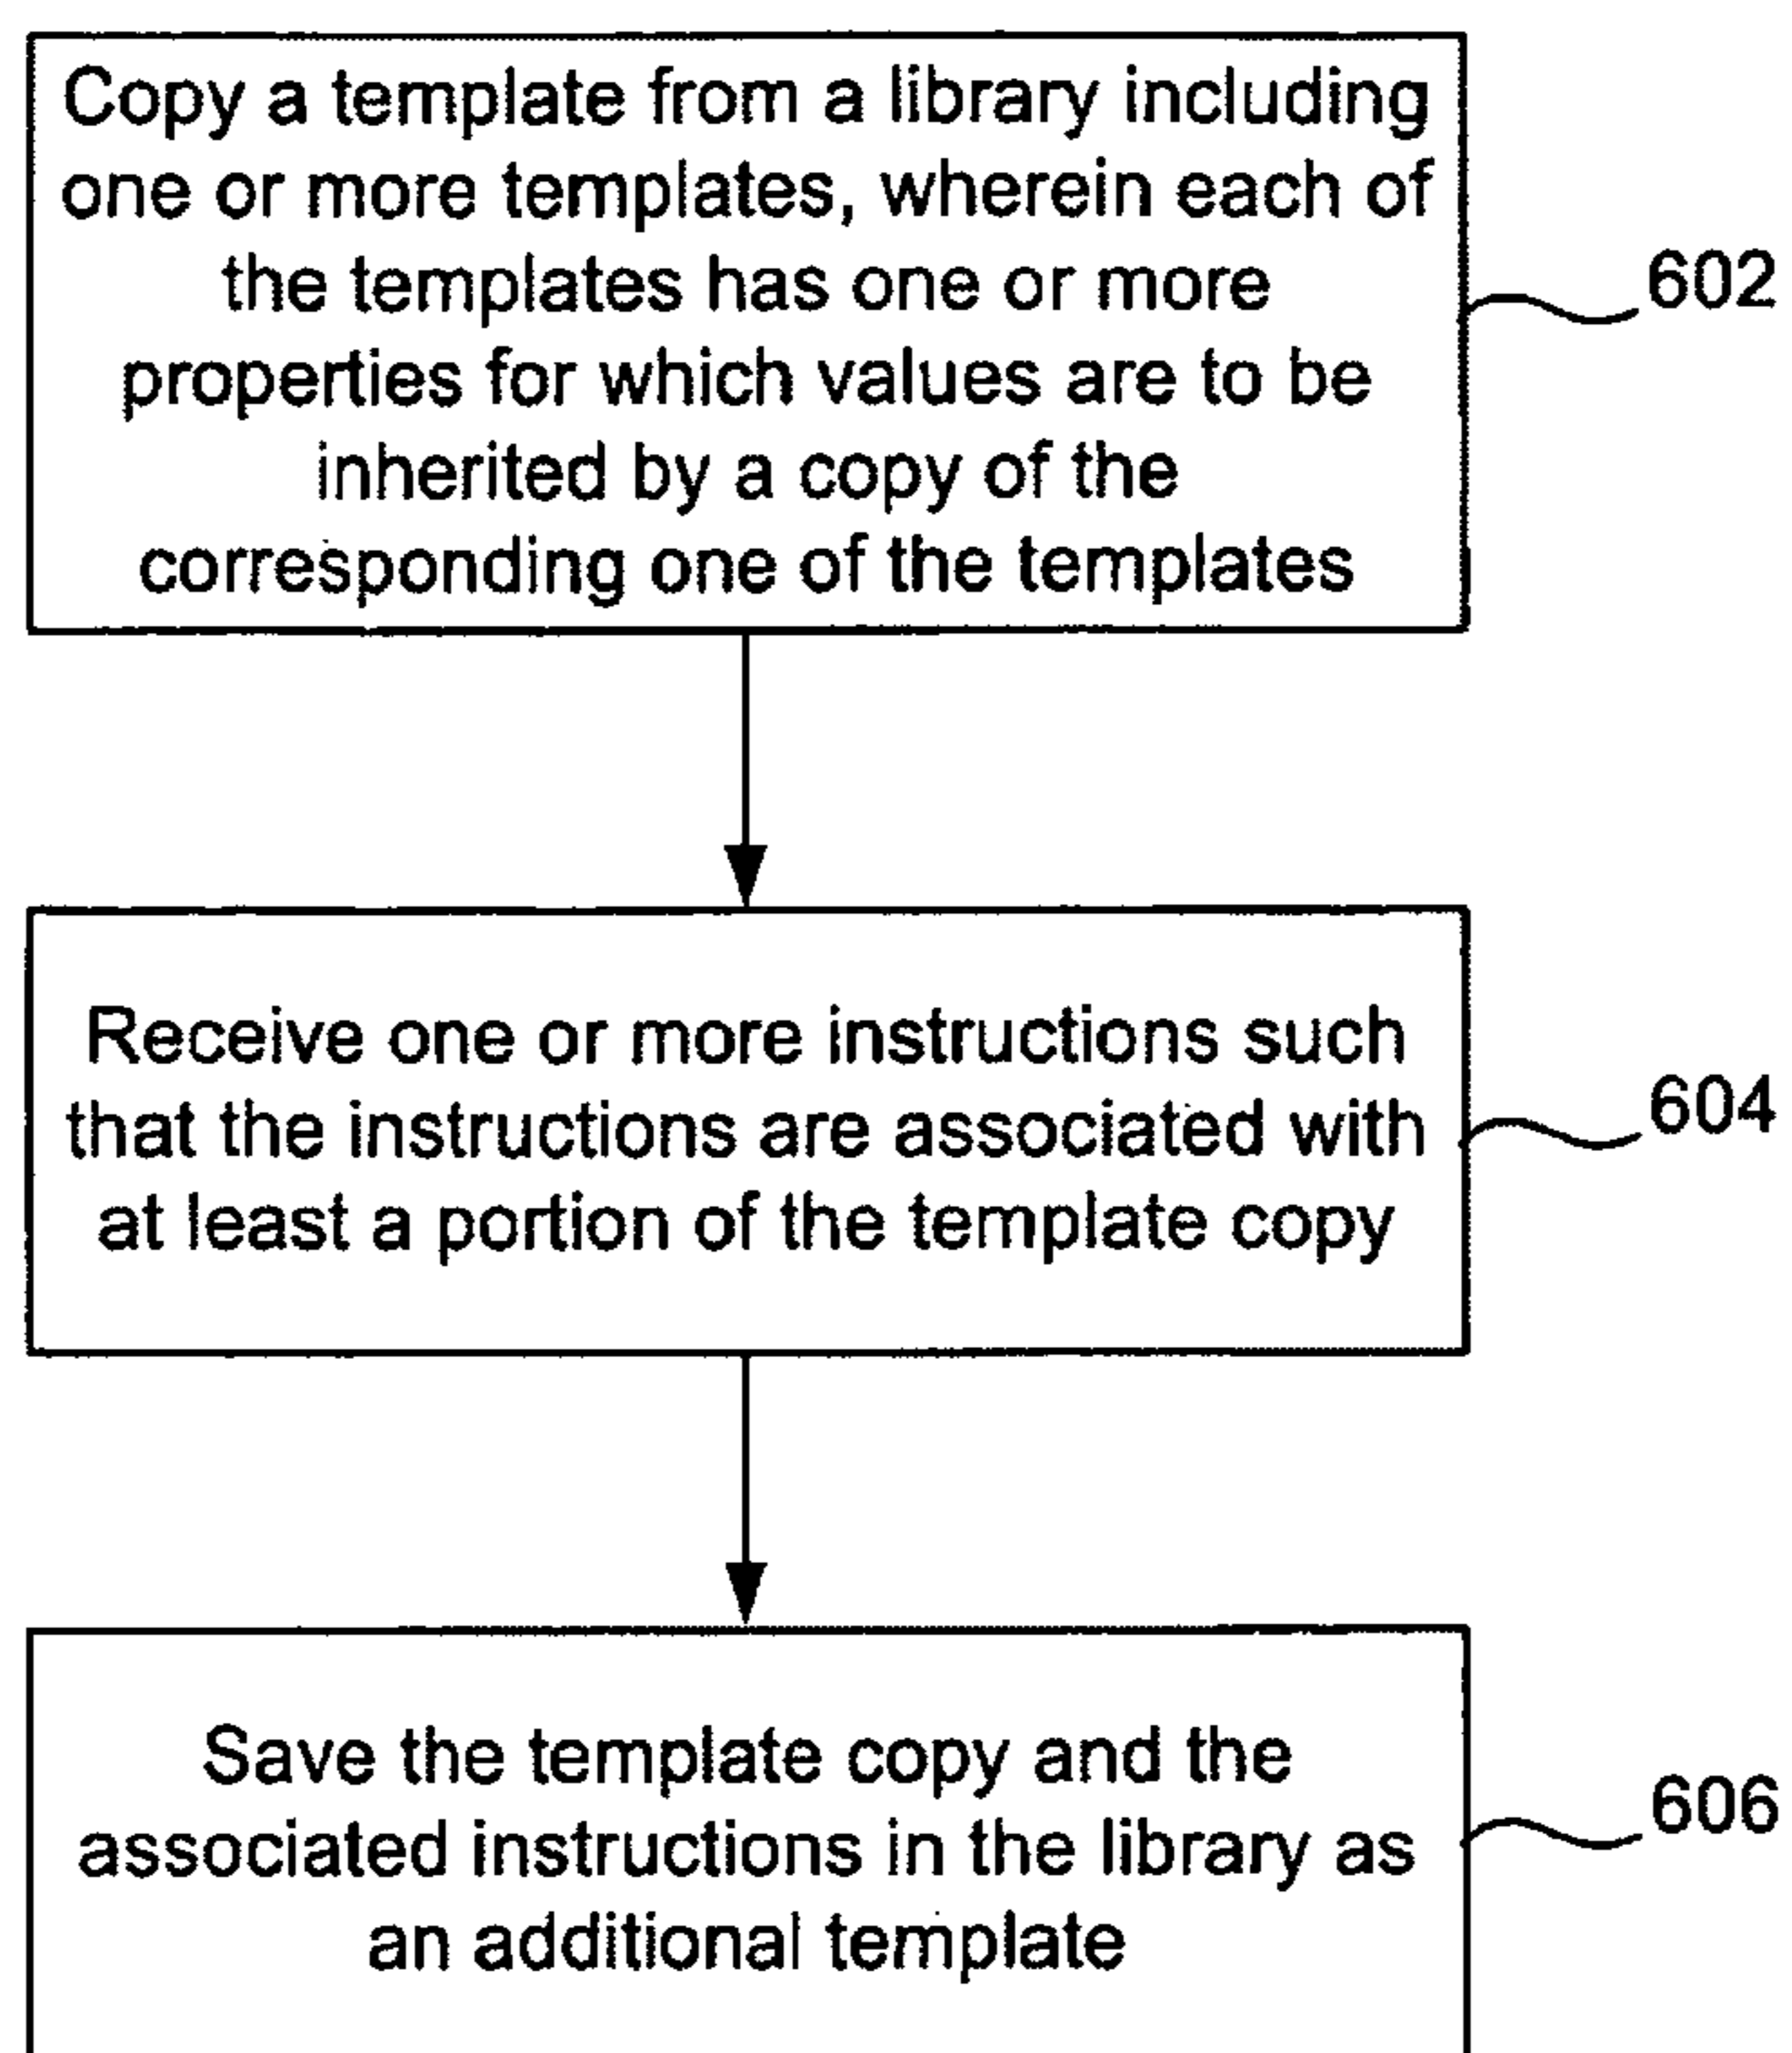 Copy a template from a library including
one or more templates, wherein each of
the templates has one or more
properties for which values are to be
inherited by a copy of the
corresponding one of the templates
602
Receive one or more instructions such
that the instructions are associated with
at least a portion of the template copy
604
Save the template copy and the
associated instructions in the library as
an additional template
606